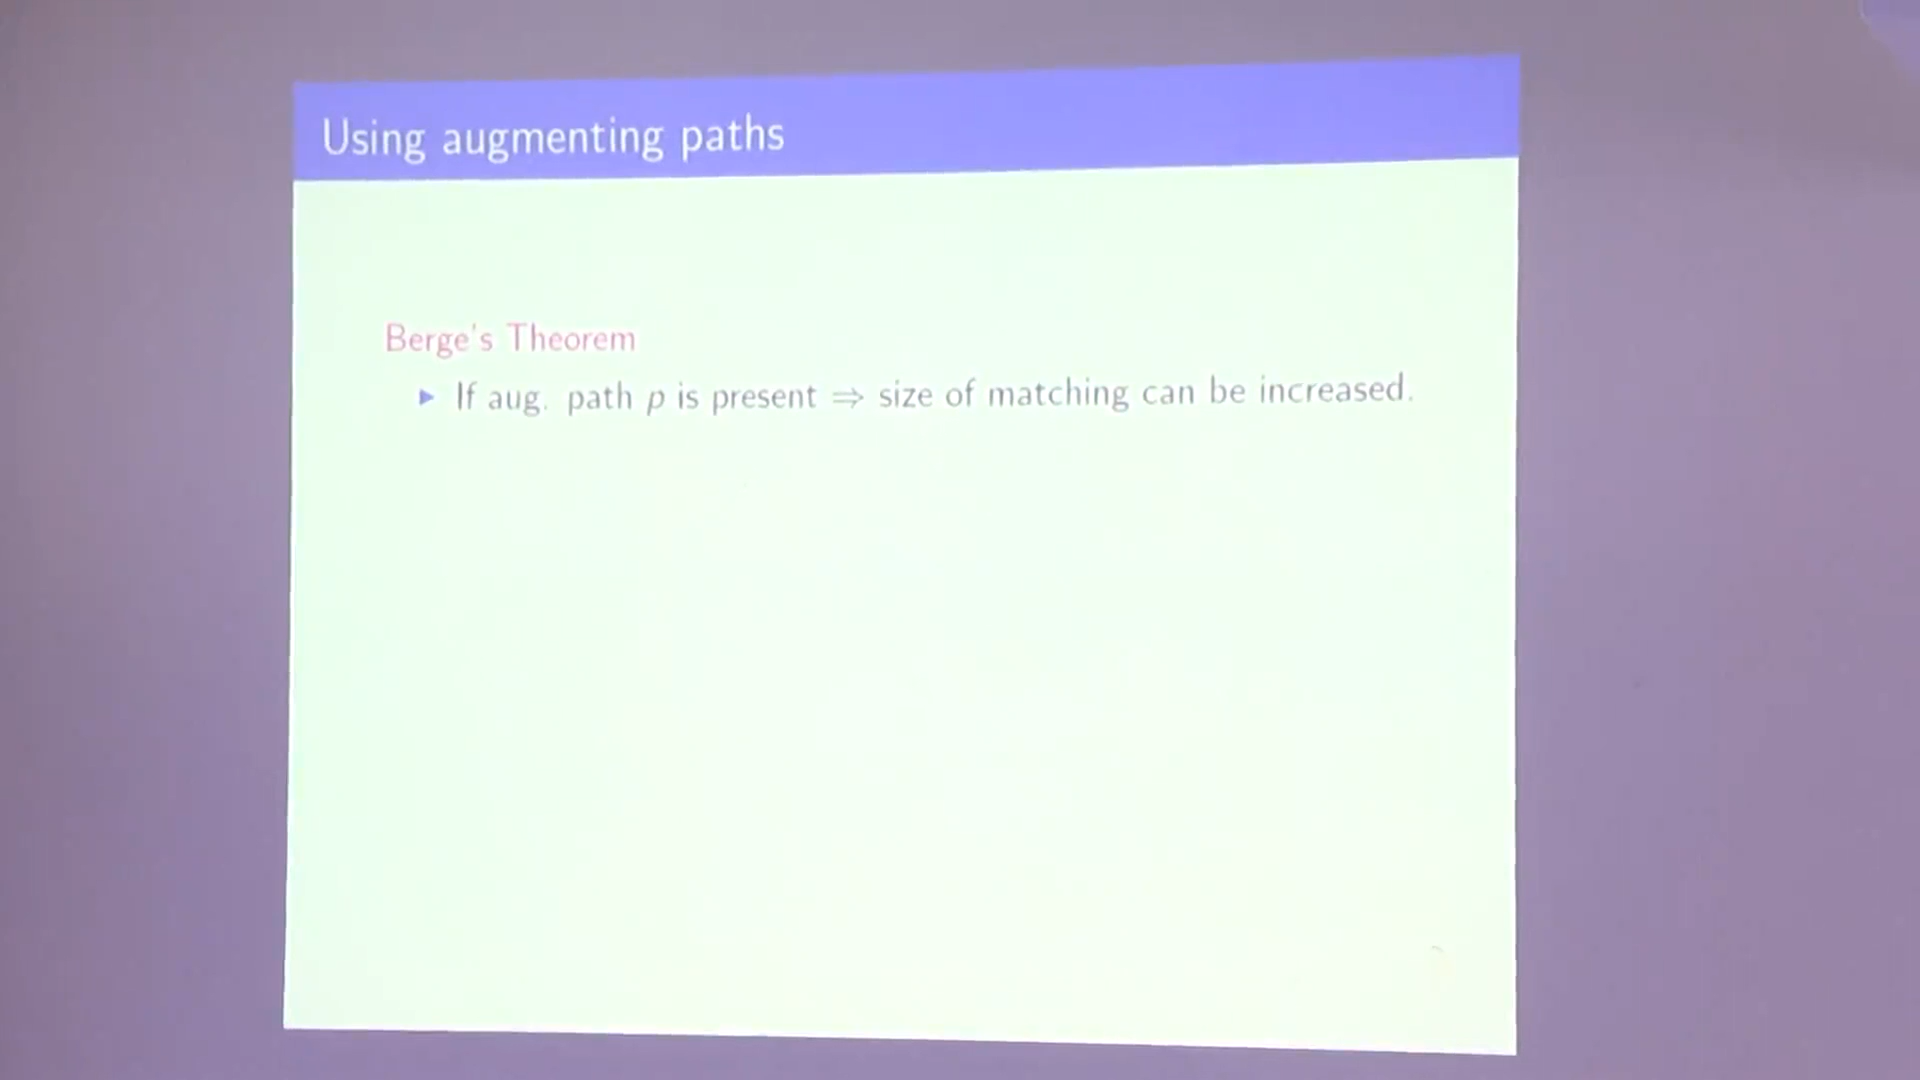 Using augmenting paths
Berge's Theorem
▶ If aug. path p is present ⇒ size of matching can be increased.